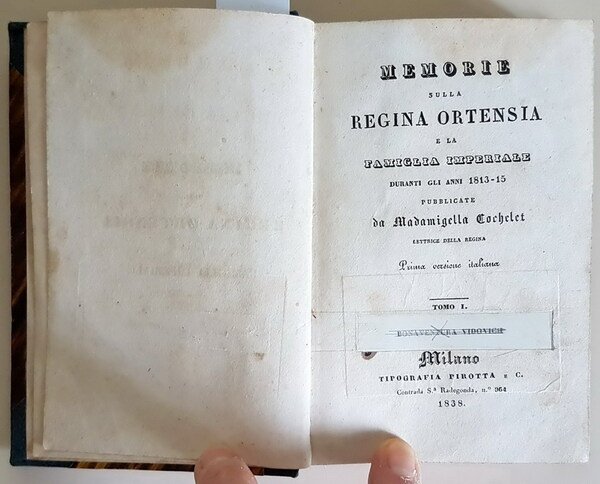 MEMORIE
SULLA
REGINA ORTENSIA
E LA
FAMIGLIA IMPERIALE
DURANTI GLI ANNI 1813-15
PUBBLICATE
da Madamigella Cochelet
LETTRICE DELLA REGINA
Prima versione italiana
TOMO I.
BONAVENTURA VIDOVICH
Milano
TIPOGRAFIA PIROTTA E C.
Contrada S.ª Radegonda, n.º 964
1838.